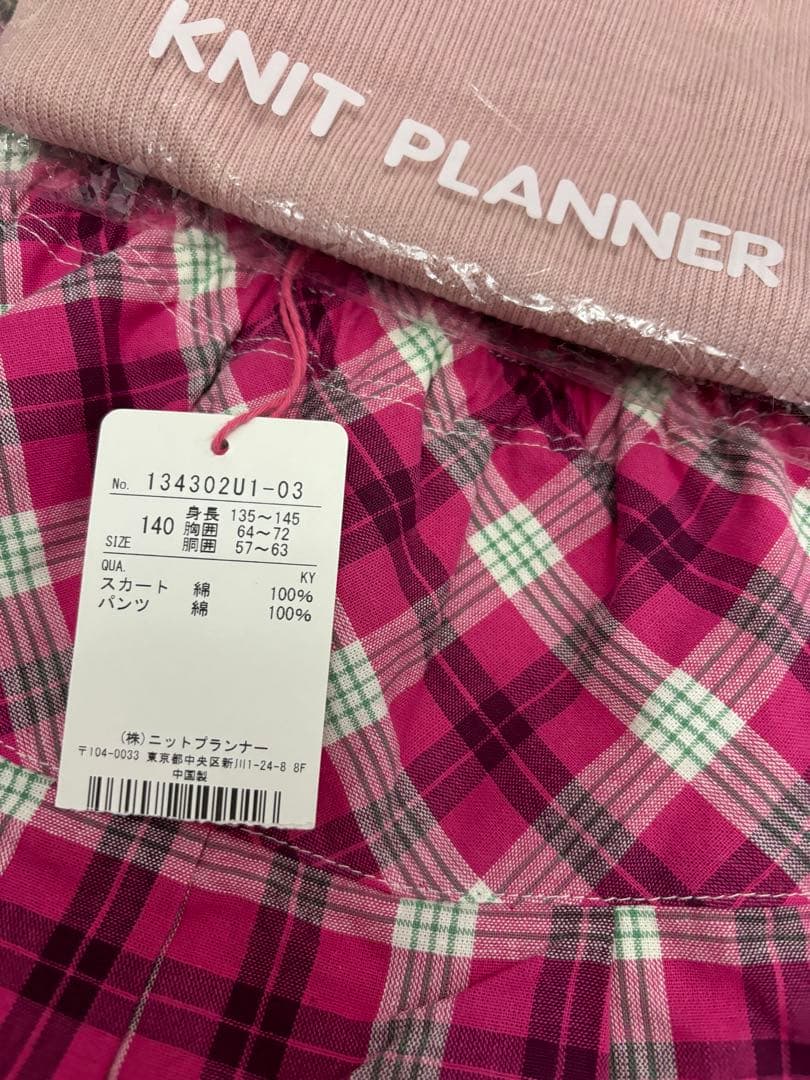 KNIT PLANNER
No. 134302U1-03
身長 135～145
SIZE 140 胸囲 64～72
胴囲 57～63
QUA. KY
スカート 綿 100%
パンツ 綿 100%
(株)ニットプランナー
〒104-0033 東京都中央区新川1-24-8 8F
中国製